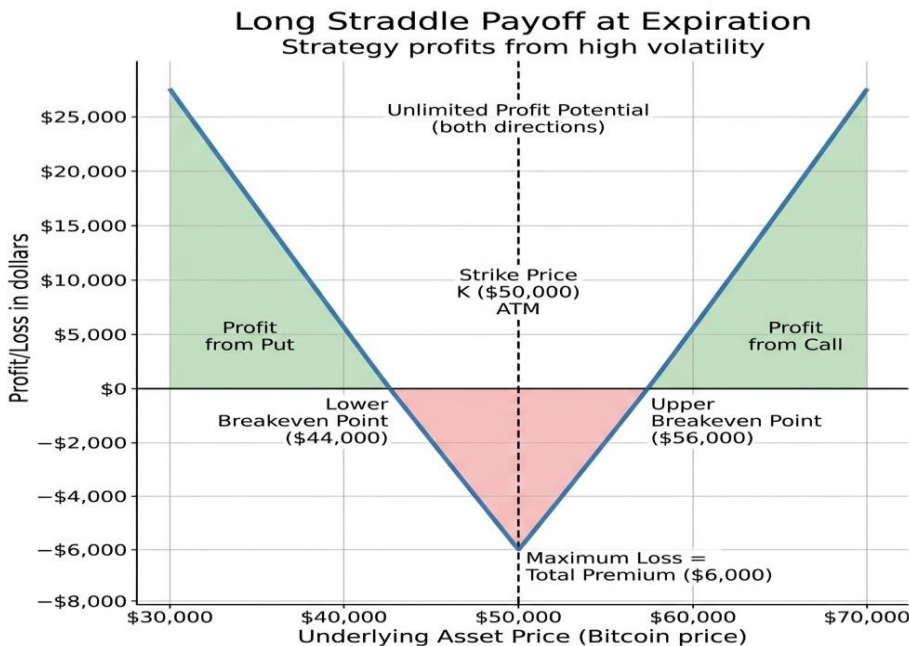 Long Straddle Payoff at Expiration
Strategy profits from high volatility
Profit/Loss in dollars
$25,000
$20,000
$15,000
$10,000
$5,000
$0
−$2,000
−$4,000
−$6,000
−$8,000
Unlimited Profit Potential
(both directions)
Strike Price
K ($50,000)
ATM
Profit
from Put
Profit
from Call
Lower
Breakeven Point
($44,000)
Upper
Breakeven Point
($56,000)
Maximum Loss =
Total Premium ($6,000)
$30,000
$40,000
$50,000
$60,000
$70,000
Underlying Asset Price (Bitcoin price)